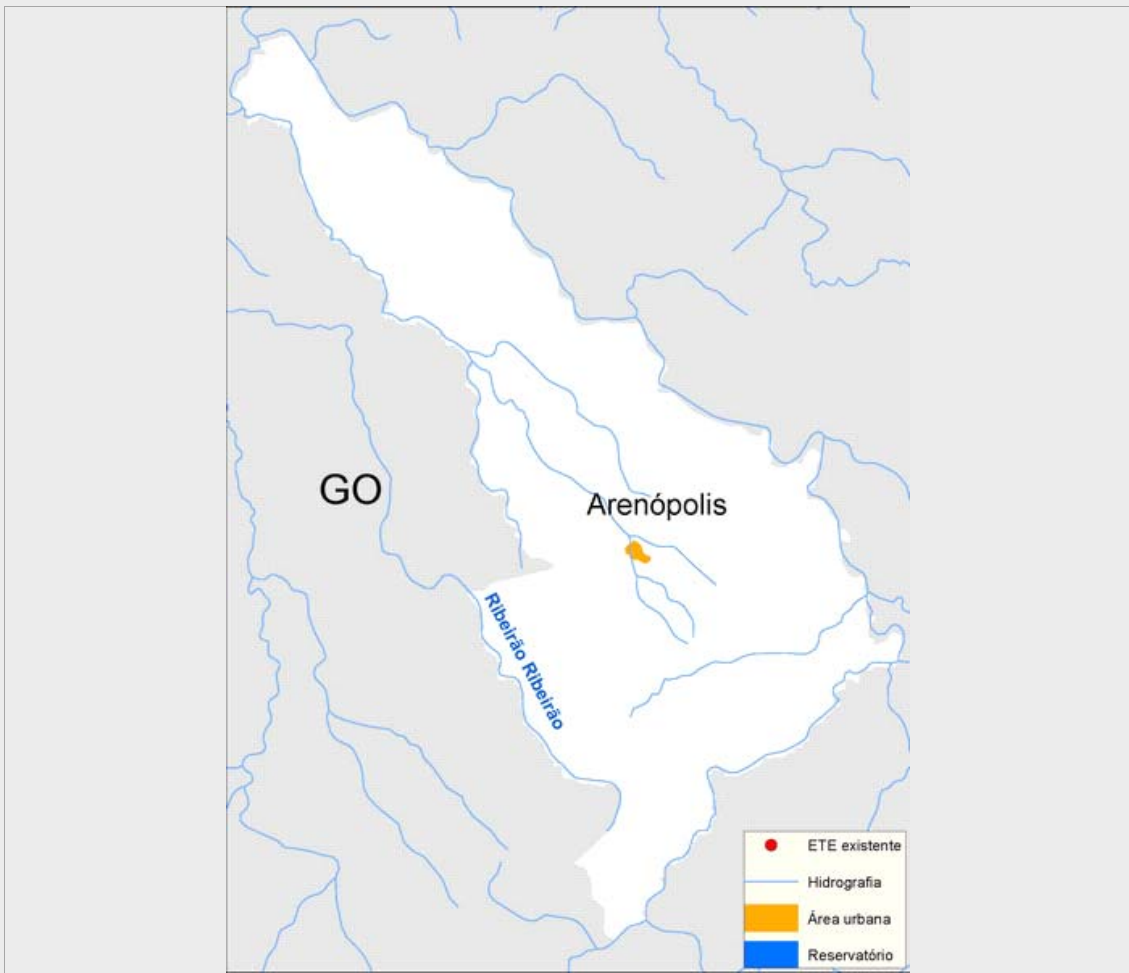 GO
Arenópolis
Ribeirão Ribeirão
ETE existente
Hidrografia
Área urbana
Reservatório